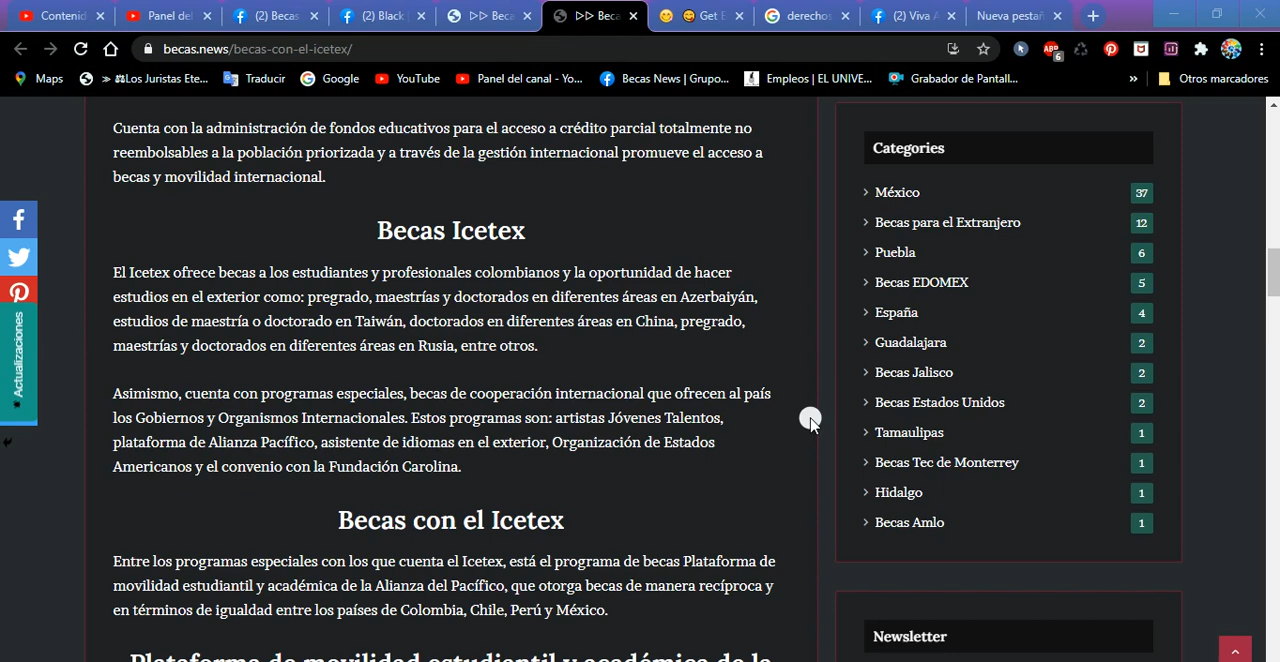 Contenido
Panel del
(2) Becas
(2) Black
▷▷ Beca
▷▷ Beca
😋 Get E
derechos
(2) Viva A
Nueva pestañ
becas.news/becas-con-el-icetex/
6
Maps
> ⚖Los Juristas Ete...
Traducir
Google
YouTube
Panel del canal - Yo...
Becas News | Grupo...
Empleos | EL UNIVE...
Grabador de Pantall...
»
Otros marcadores
Cuenta con la administración de fondos educativos para el acceso a crédito parcial totalmente no
reembolsables a la población priorizada y a través de la gestión internacional promueve el acceso a
becas y movilidad internacional.
Becas Icetex
El Icetex ofrece becas a los estudiantes y profesionales colombianos y la oportunidad de hacer
estudios en el exterior como: pregrado, maestrías y doctorados en diferentes áreas en Azerbaiyán,
estudios de maestría o doctorado en Taiwán, doctorados en diferentes áreas en China, pregrado,
maestrías y doctorados en diferentes áreas en Rusia, entre otros.
Asimismo, cuenta con programas especiales, becas de cooperación internacional que ofrecen al país
los Gobiernos y Organismos Internacionales. Estos programas son: artistas Jóvenes Talentos,
plataforma de Alianza Pacífico, asistente de idiomas en el exterior, Organización de Estados
Americanos y el convenio con la Fundación Carolina.
Becas con el Icetex
Entre los programas especiales con los que cuenta el Icetex, está el programa de becas Plataforma de
movilidad estudiantil y académica de la Alianza del Pacífico, que otorga becas de manera recíproca y
en términos de igualdad entre los países de Colombia, Chile, Perú y México.
Plataforma de movilidad estudiantil y académica de la
Actualizaciones
Categories
México 37
Becas para el Extranjero 12
Puebla 6
Becas EDOMEX 5
España 4
Guadalajara 2
Becas Jalisco 2
Becas Estados Unidos 2
Tamaulipas 1
Becas Tec de Monterrey 1
Hidalgo 1
Becas Amlo 1
Newsletter